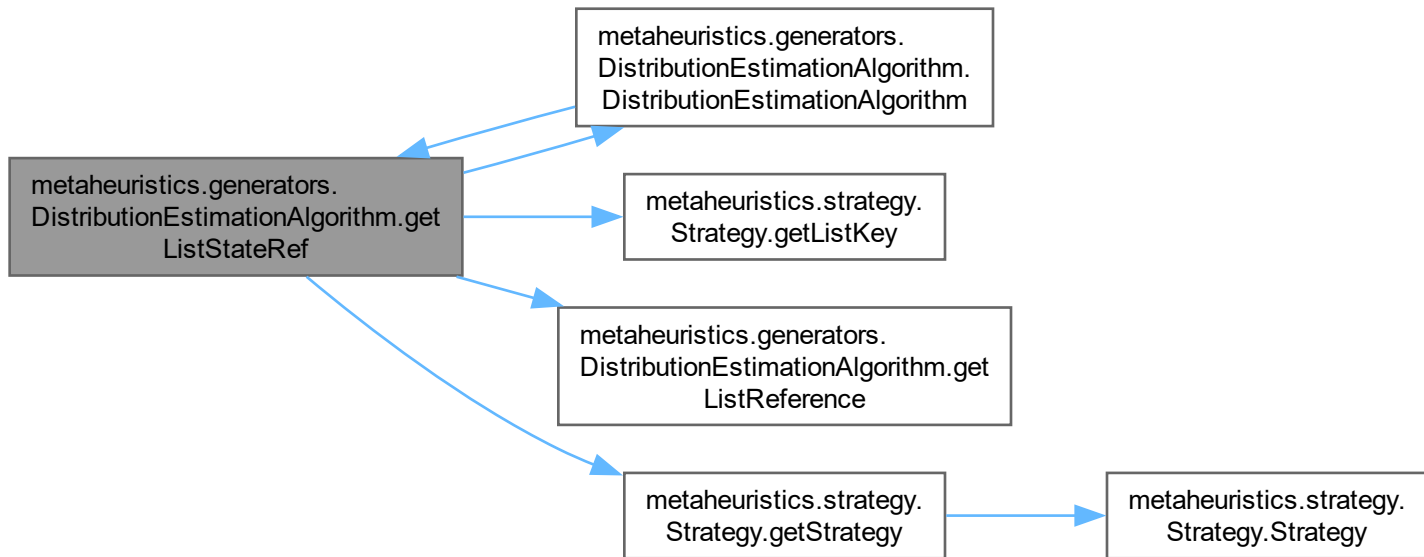 metaheuristics.generators.
DistributionEstimationAlgorithm.get
ListStateRef
metaheuristics.generators.
DistributionEstimationAlgorithm.
DistributionEstimationAlgorithm
metaheuristics.strategy.
Strategy.getListKey
metaheuristics.generators.
DistributionEstimationAlgorithm.get
ListReference
metaheuristics.strategy.
Strategy.getStrategy
metaheuristics.strategy.
Strategy.Strategy